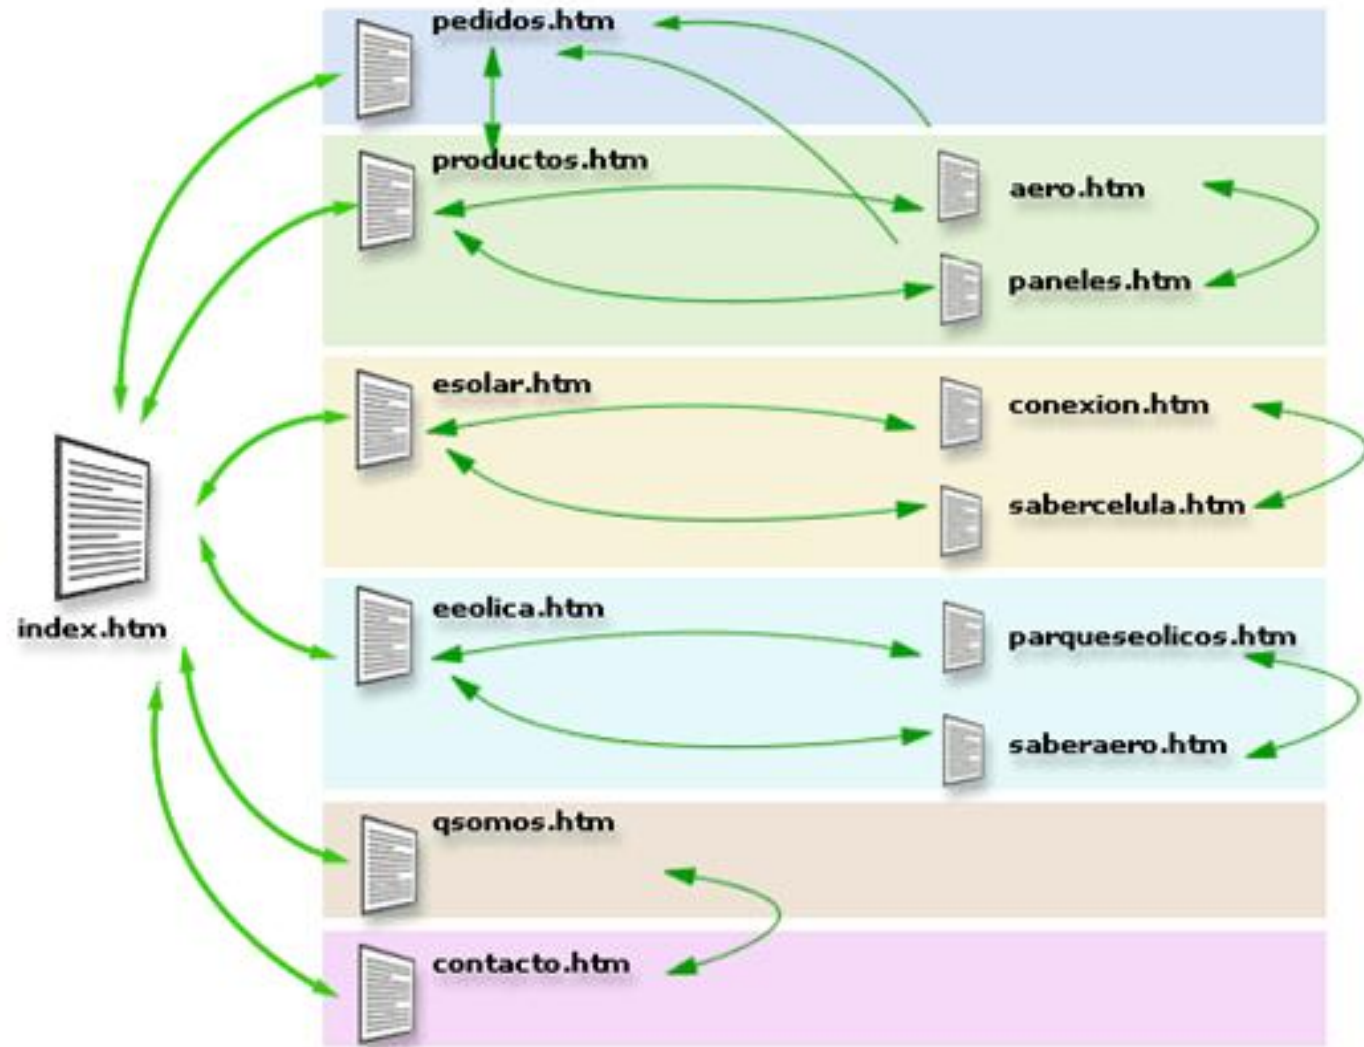 pedidos.htm
productos.htm
aero.htm
paneles.htm
esolar.htm
conexion.htm
sabercelula.htm
index.htm
eeolica.htm
parqueseolicos.htm
saberaero.htm
qsomos.htm
contacto.htm